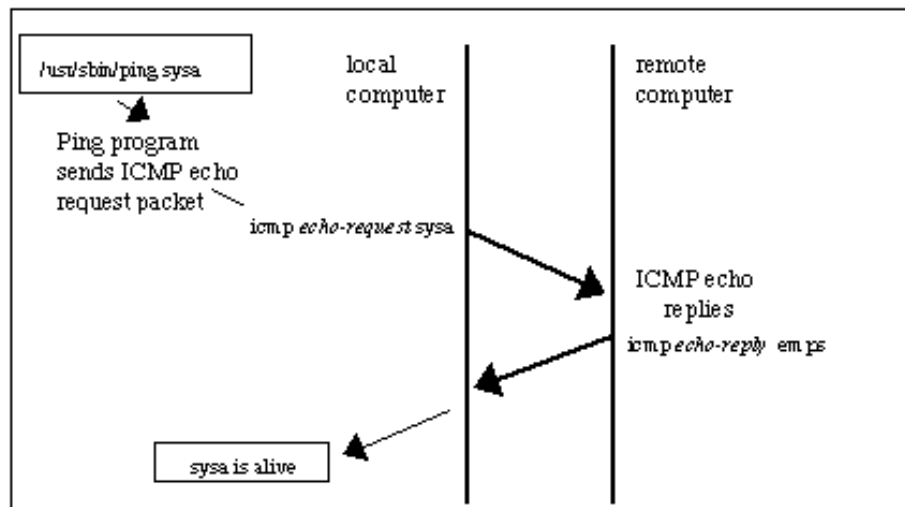 /usr/sbin/ping sysa
local
computer
remote
computer
Ping program
sends ICMP echo
request packet
icmp echo-request sysa
ICMP echo
replies
icmp echo-reply emps
sysa is alive